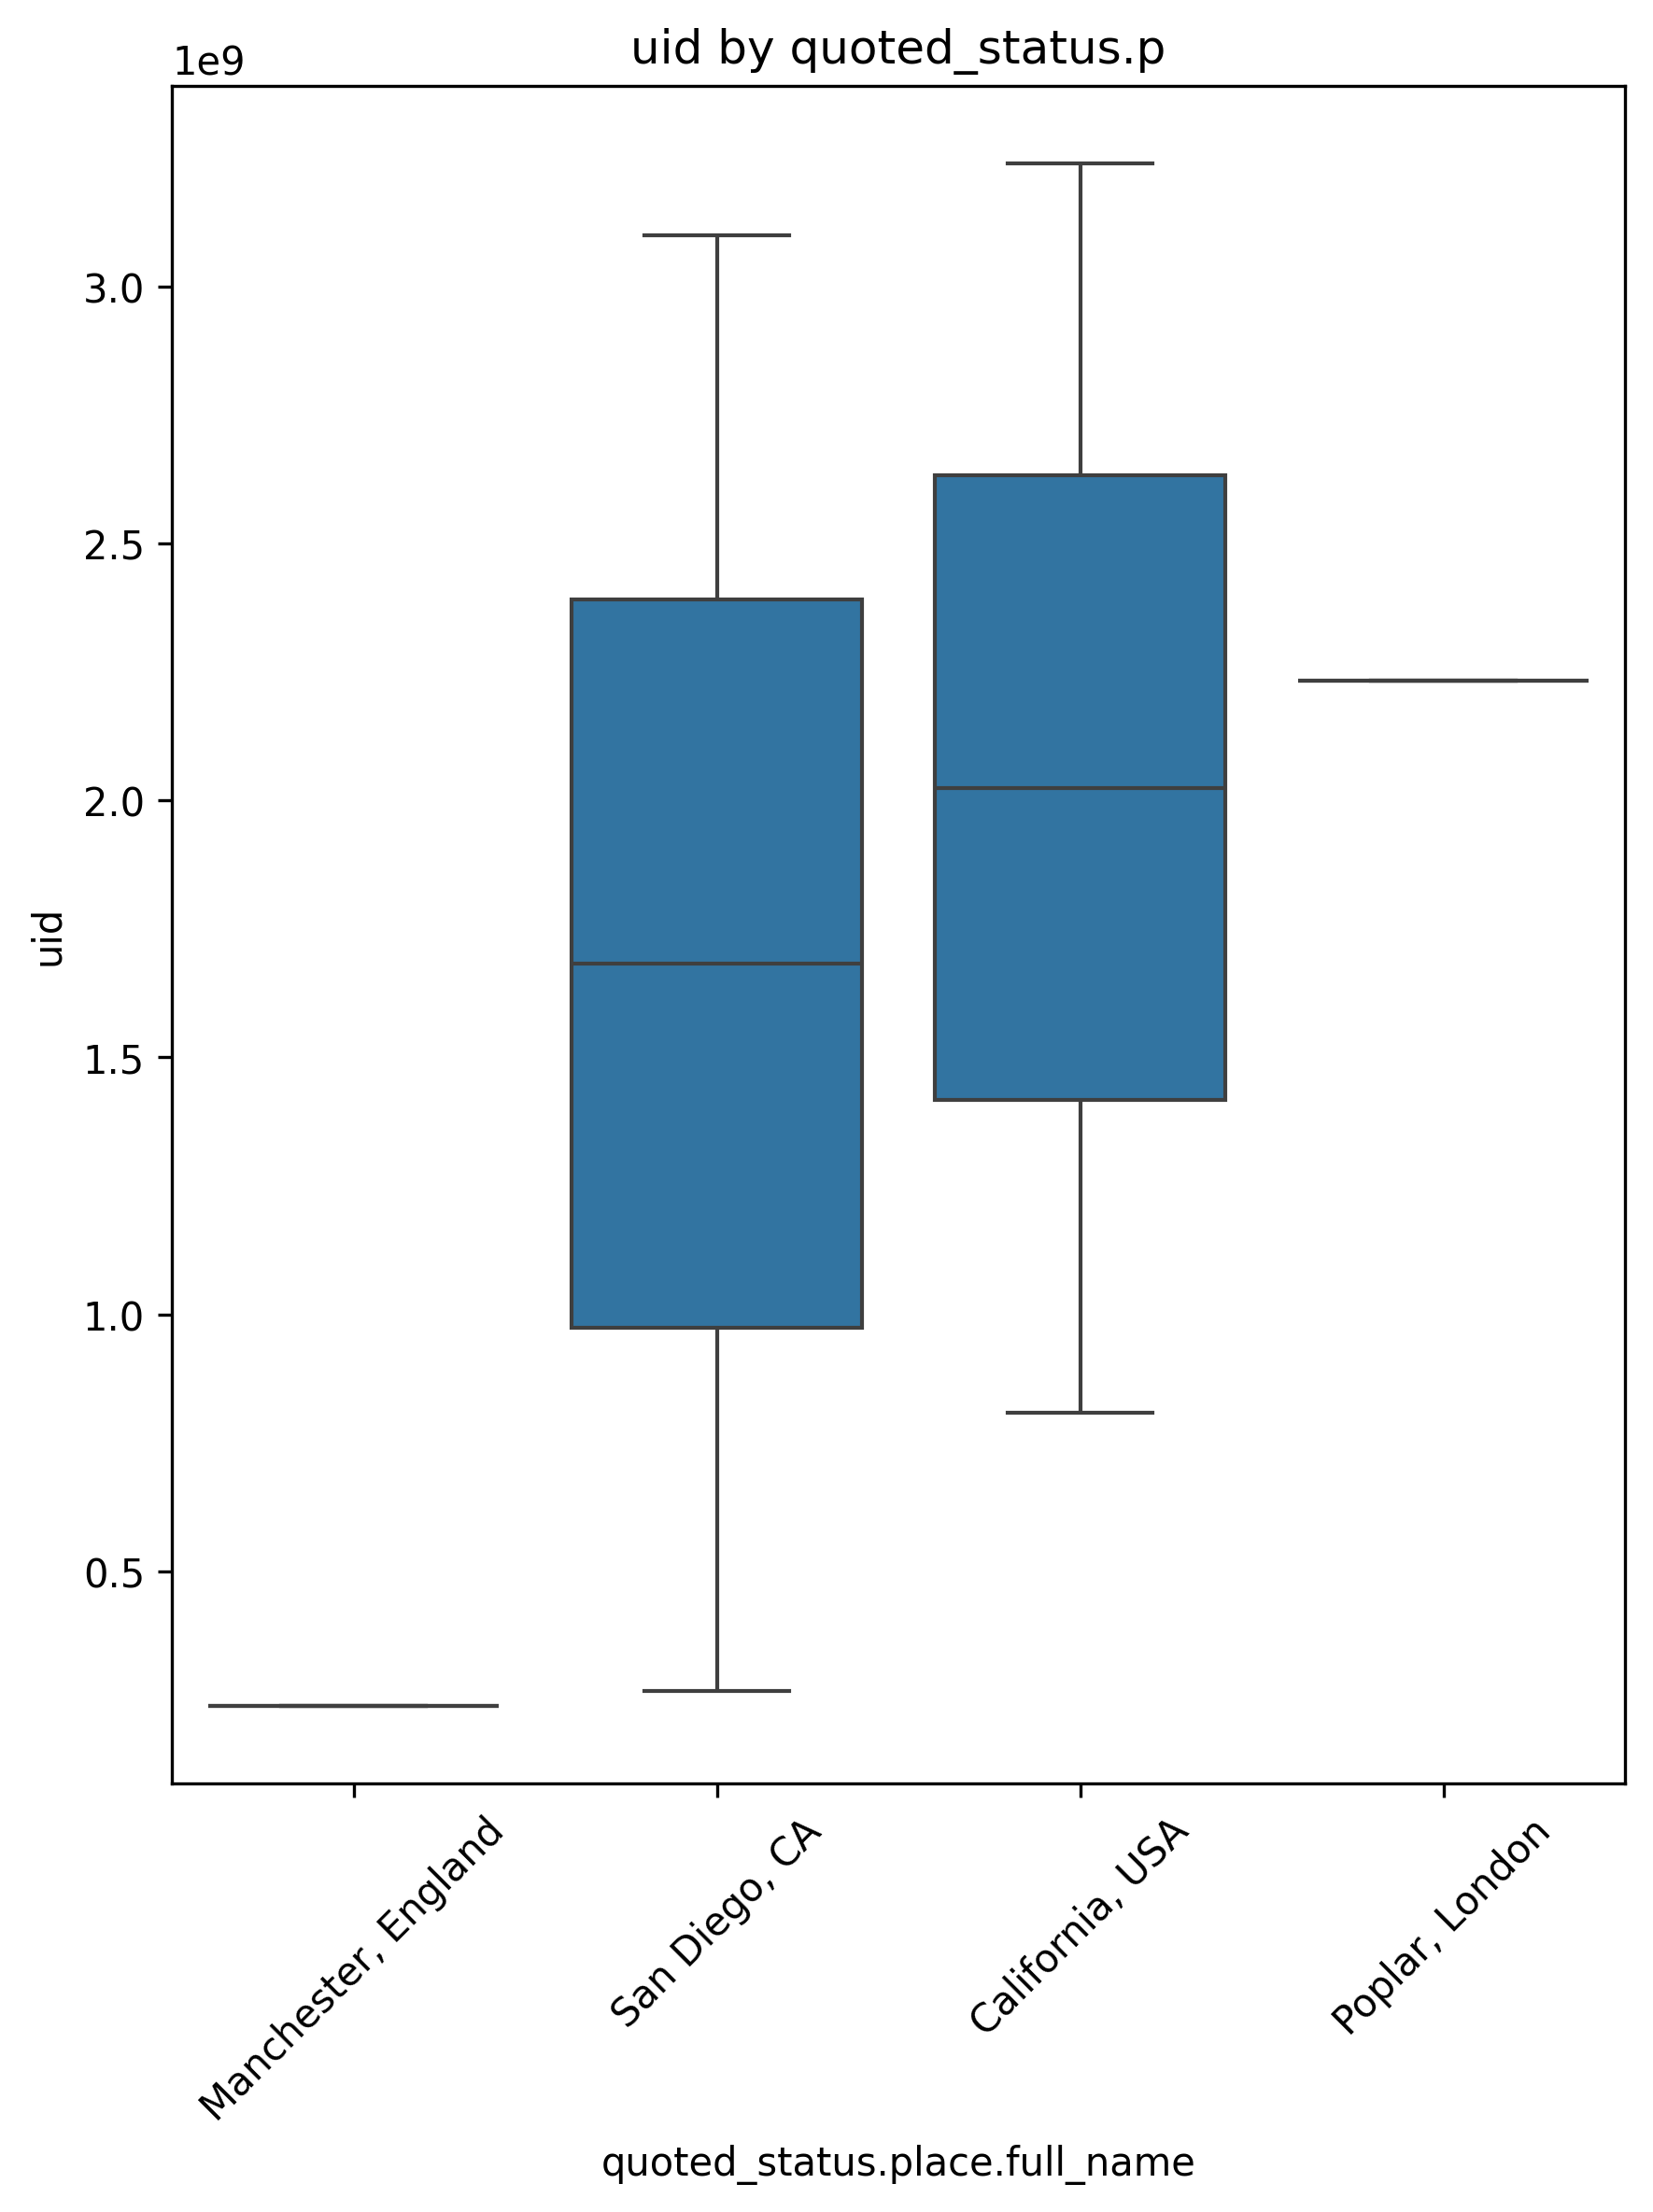 uid by quoted_status.p
1e9
3.0
2.5
2.0
1.5
1.0
0.5
uid
Manchester, England
San Diego, CA
California, USA
Poplar, London
quoted_status.place.full_name